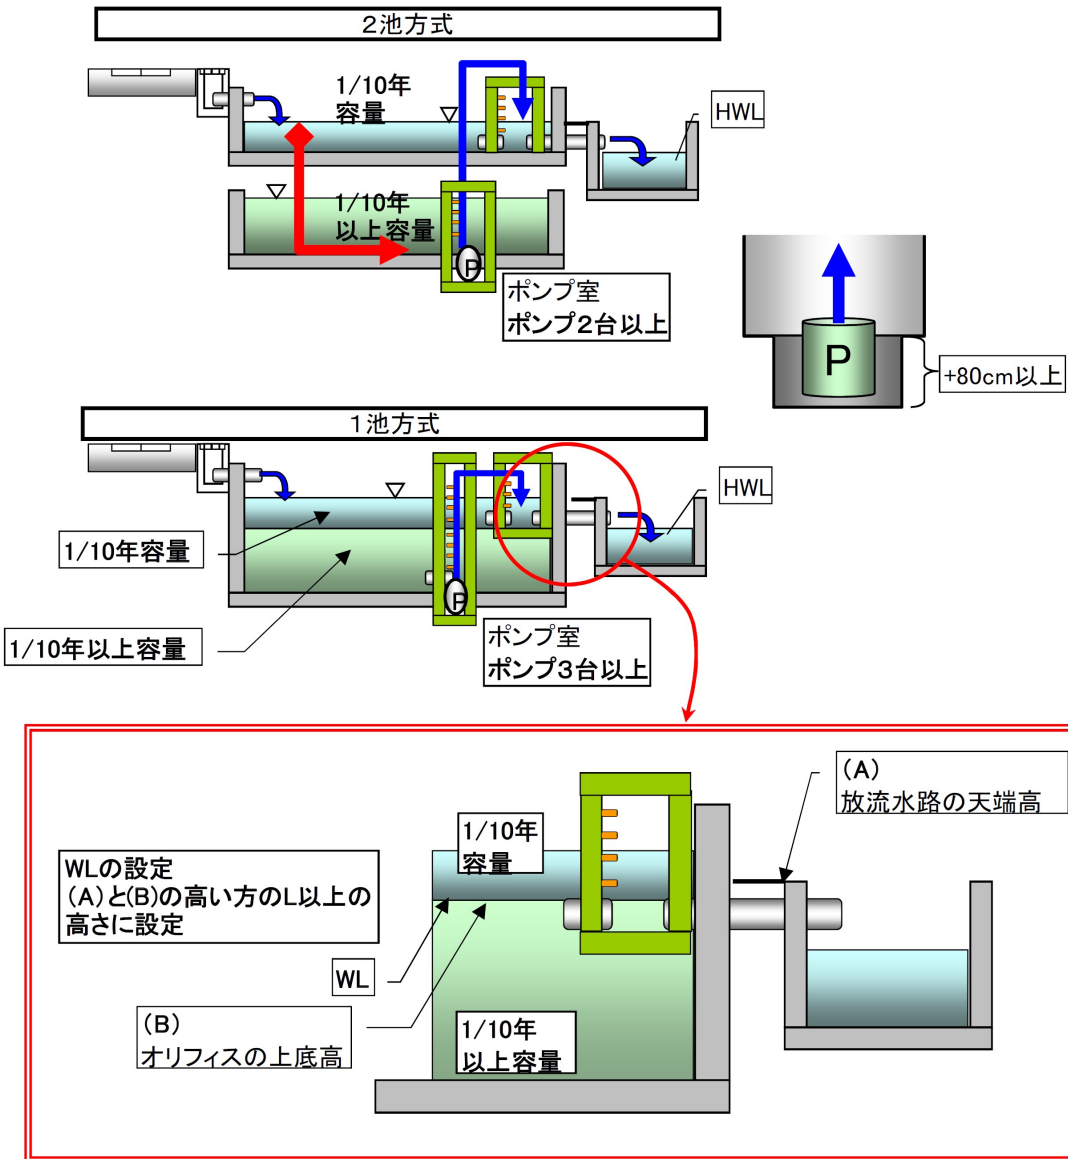 ２池方式
1/10年
容量
HWL
1/10年
以上容量
P
ポンプ室
ポンプ２台以上
P
+80cm以上
１池方式
HWL
1/10年容量
P
1/10年以上容量
ポンプ室
ポンプ３台以上
（A）
放流水路の天端高
1/10年
容量
WLの設定
（A）と(B)の高い方のL以上の
高さに設定
WL
（B）
オリフィスの上底高
1/10年
以上容量